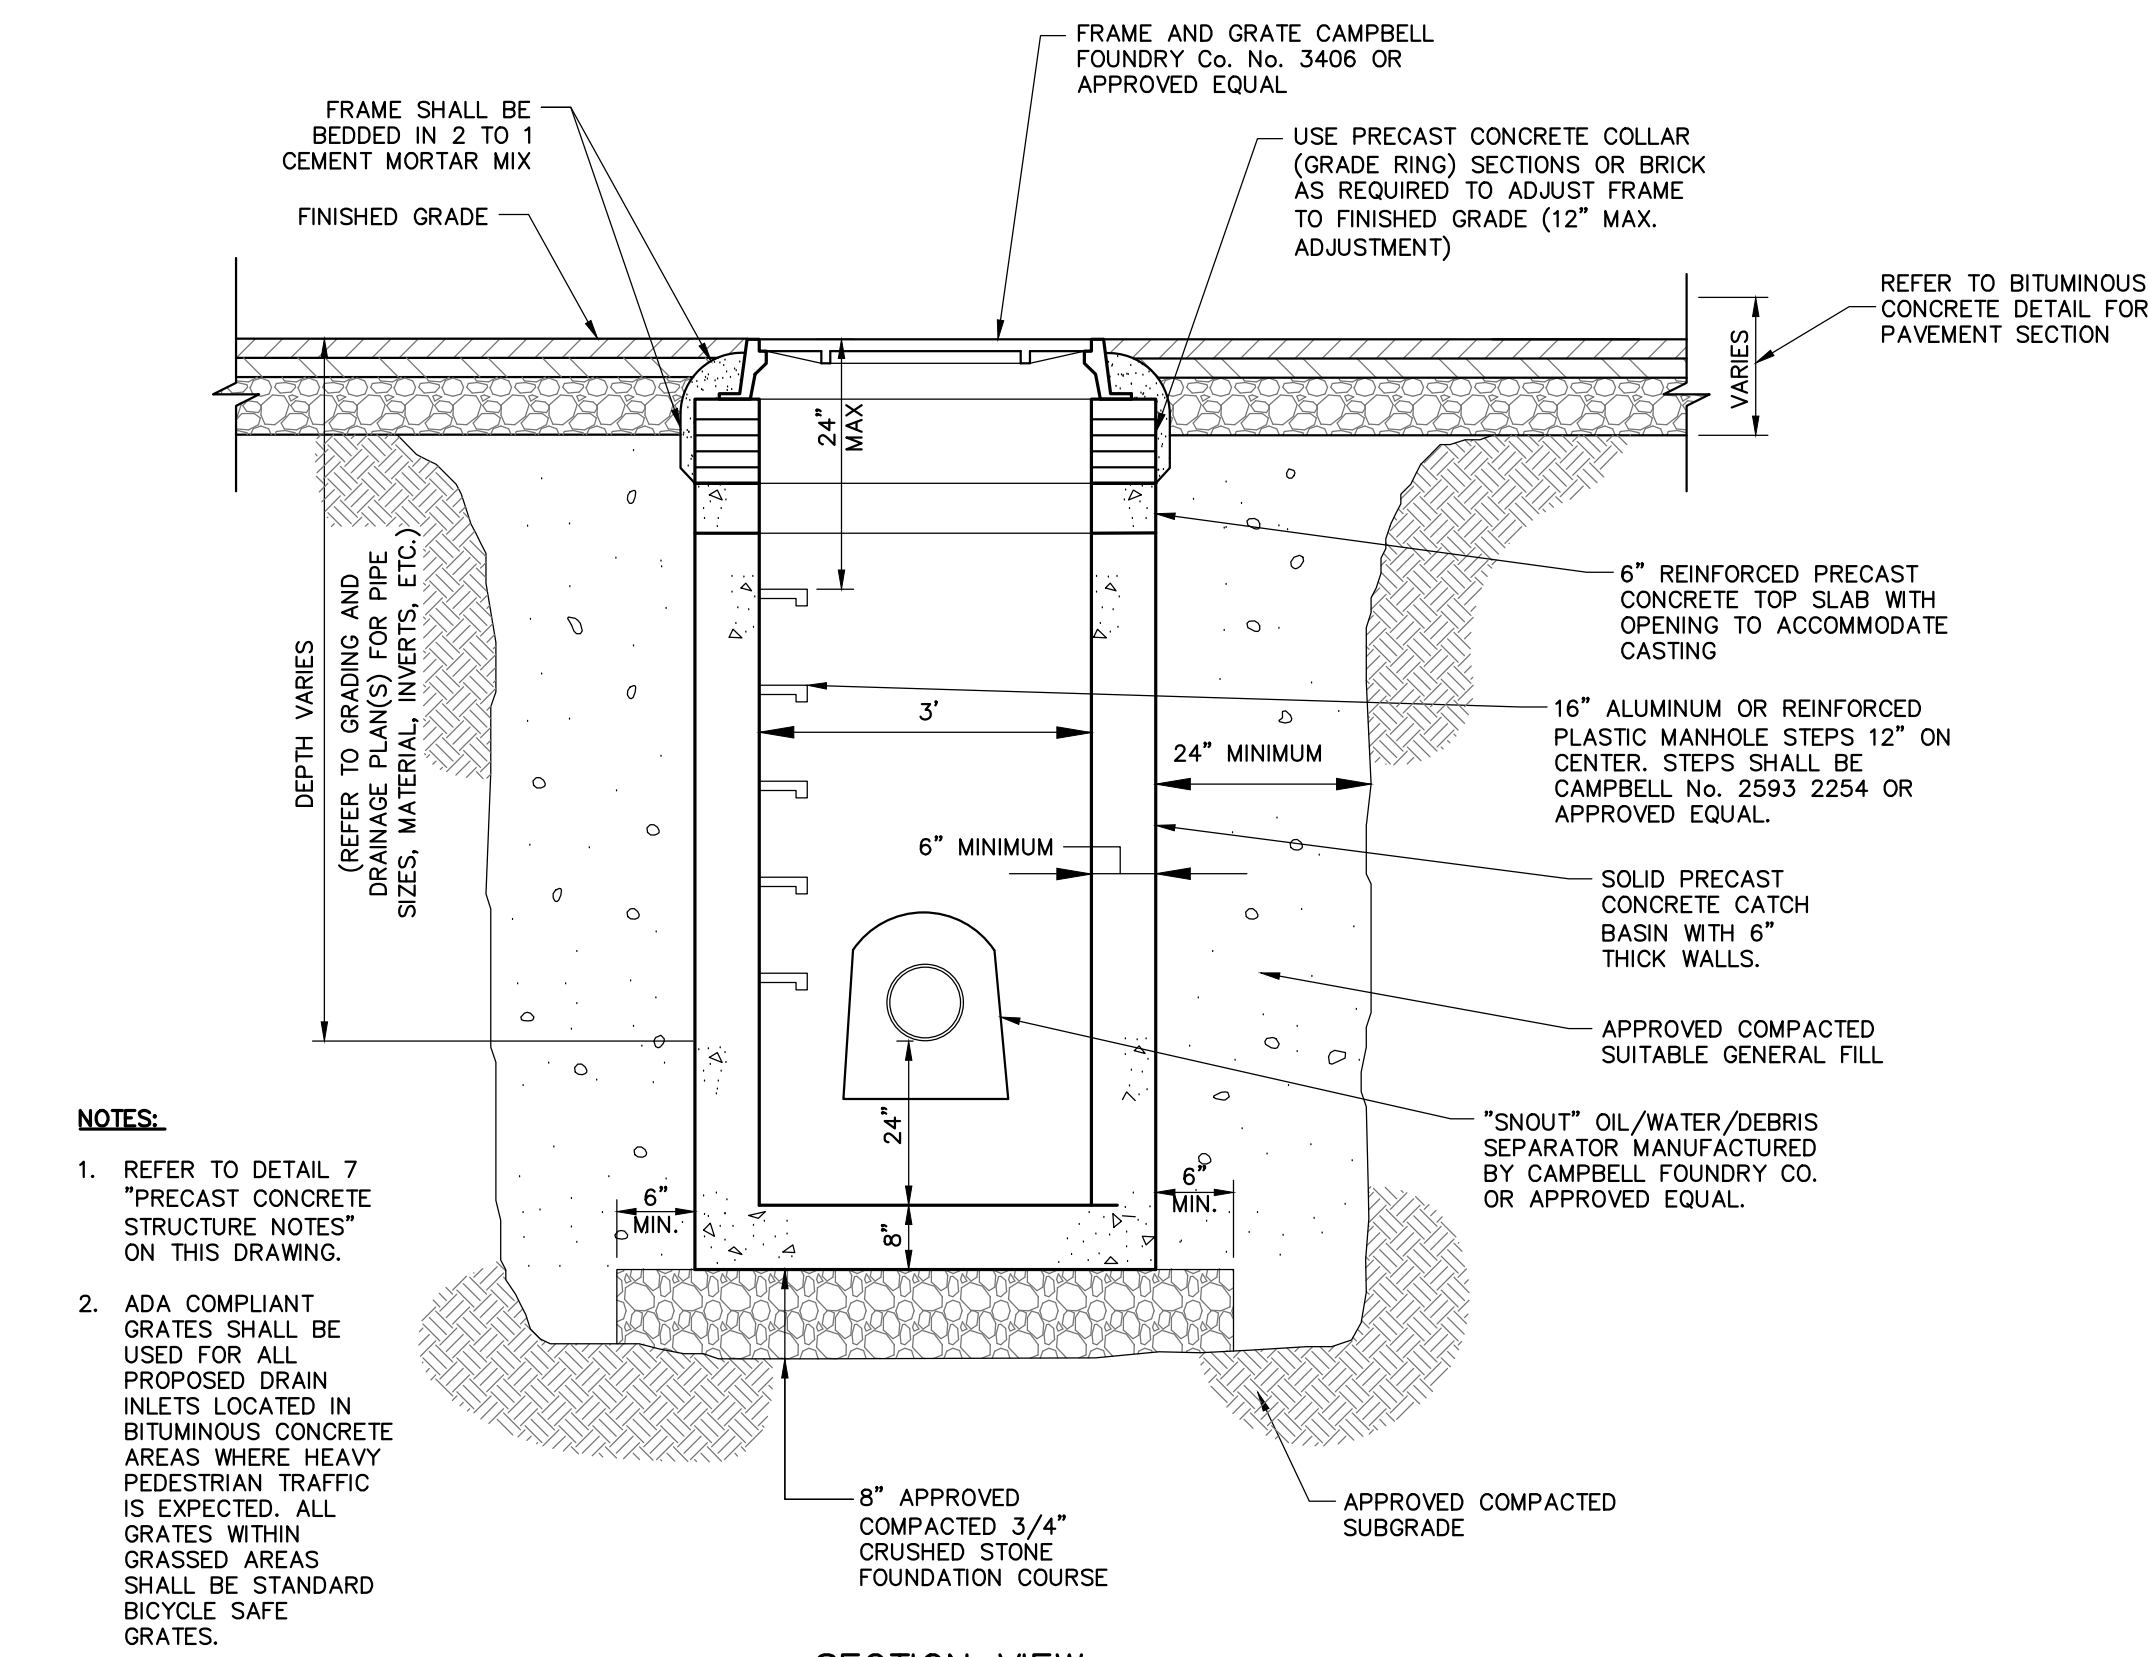 FRAME AND GRATE CAMPBELL
FOUNDRY Co. No. 3406 OR
APPROVED EQUAL
FRAME SHALL BE
BEDDED IN 2 TO 1
CEMENT MORTAR MIX
FINISHED GRADE
USE PRECAST CONCRETE COLLAR
(GRADE RING) SECTIONS OR BRICK
AS REQUIRED TO ADJUST FRAME
TO FINISHED GRADE (12" MAX.
ADJUSTMENT)
REFER TO BITUMINOUS
CONCRETE DETAIL FOR
PAVEMENT SECTION
VARIES
24"
MAX
DEPTH VARIES
(REFER TO GRADING AND
DRAINAGE PLAN(S) FOR PIPE
SIZES, MATERIAL, INVERTS, ETC.)
6" REINFORCED PRECAST
CONCRETE TOP SLAB WITH
OPENING TO ACCOMMODATE
CASTING
3'
16" ALUMINUM OR REINFORCED
PLASTIC MANHOLE STEPS 12" ON
CENTER. STEPS SHALL BE
CAMPBELL No. 2593 2254 OR
APPROVED EQUAL.
24" MINIMUM
6" MINIMUM
SOLID PRECAST
CONCRETE CATCH
BASIN WITH 6"
THICK WALLS.
APPROVED COMPACTED
SUITABLE GENERAL FILL
"SNOUT" OIL/WATER/DEBRIS
SEPARATOR MANUFACTURED
BY CAMPBELL FOUNDRY CO.
OR APPROVED EQUAL.
24"
6"
MIN.
6"
MIN.
8"
NOTES:
1. REFER TO DETAIL 7
"PRECAST CONCRETE
STRUCTURE NOTES"
ON THIS DRAWING.
2. ADA COMPLIANT
GRATES SHALL BE
USED FOR ALL
PROPOSED DRAIN
INLETS LOCATED IN
BITUMINOUS CONCRETE
AREAS WHERE HEAVY
PEDESTRIAN TRAFFIC
IS EXPECTED. ALL
GRATES WITHIN
GRASSED AREAS
SHALL BE STANDARD
BICYCLE SAFE
GRATES.
8" APPROVED
COMPACTED 3/4"
CRUSHED STONE
FOUNDATION COURSE
APPROVED COMPACTED
SUBGRADE
SECTION VIEW